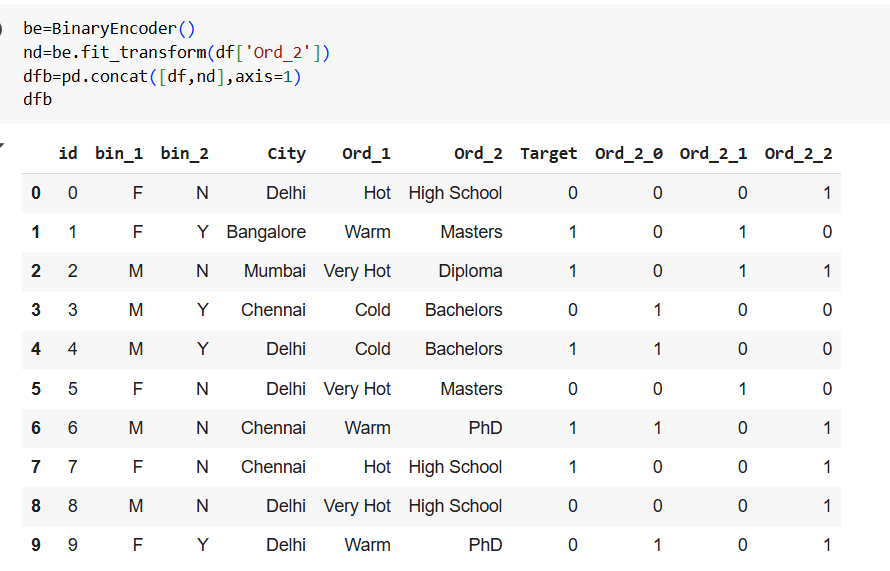 be=BinaryEncoder()
nd=be.fit_transform(df['Ord_2'])
dfb=pd.concat([df,nd],axis=1)
dfb
id bin_1 bin_2 City Ord_1 Ord_2 Target Ord_2_0 Ord_2_1 Ord_2_2
0 0 F N Delhi Hot High School 0 0 0 1
1 1 F Y Bangalore Warm Masters 1 0 1 0
2 2 M N Mumbai Very Hot Diploma 1 0 1 1
3 3 M Y Chennai Cold Bachelors 0 1 0 0
4 4 M Y Delhi Cold Bachelors 1 1 0 0
5 5 F N Delhi Very Hot Masters 0 0 1 0
6 6 M N Chennai Warm PhD 1 1 0 1
7 7 F N Chennai Hot High School 1 0 0 1
8 8 M N Delhi Very Hot High School 0 0 0 1
9 9 F Y Delhi Warm PhD 0 1 0 1